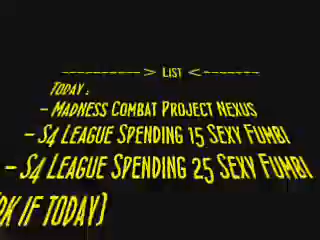 ----------> List <-------
Today :
- Madness Combat Project Nexus
- S4 League Spending 15 Sexy Fumbi
- S4 League Spending 25 Sexy Fumbi
if today)